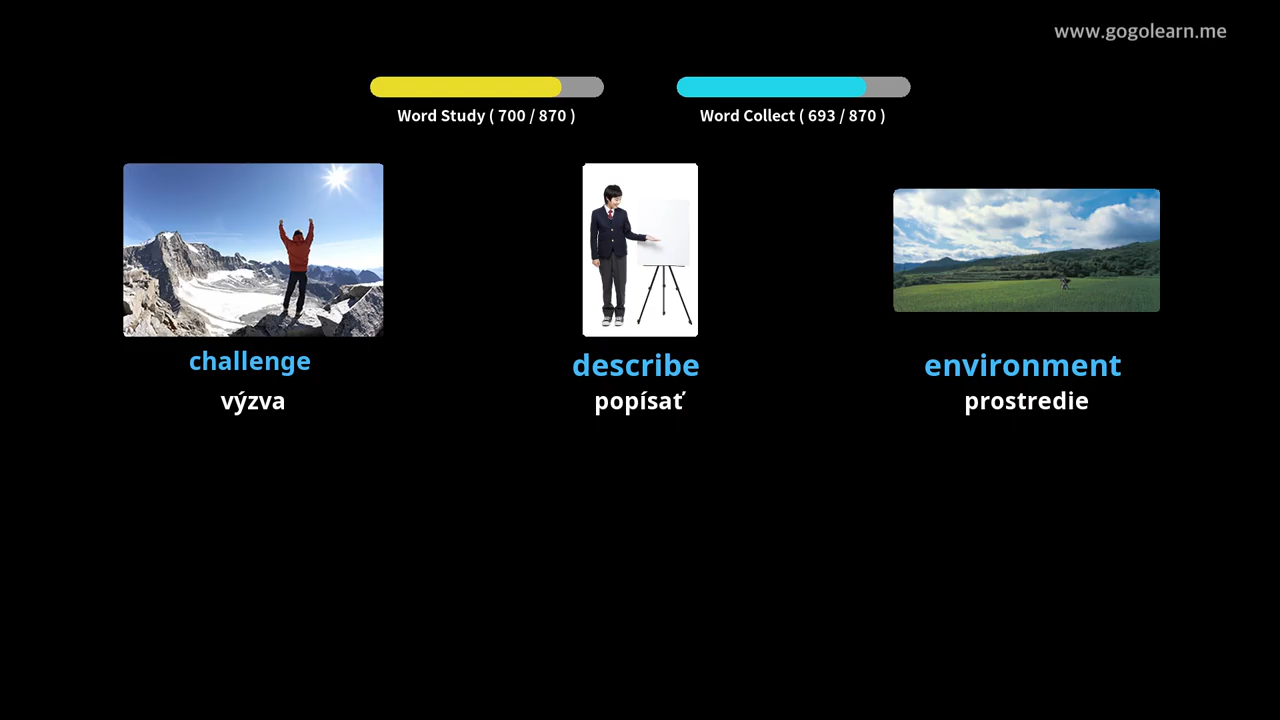 www.gogolearn.me
Word Study ( 700 / 870 )
Word Collect ( 693 / 870 )
challenge
výzva
describe
popísať
environment
prostredie